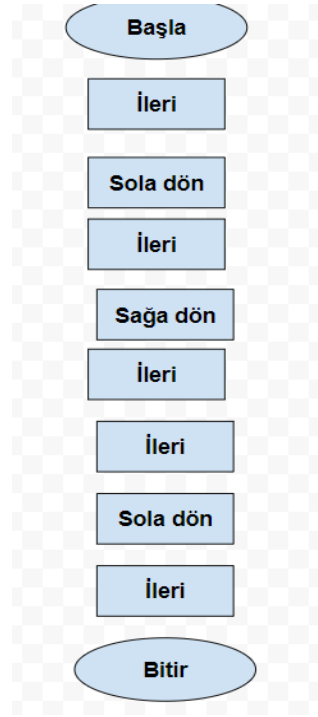 Başla
İleri
Sola dön
İleri
Sağa dön
İleri
İleri
Sola dön
İleri
Bitir